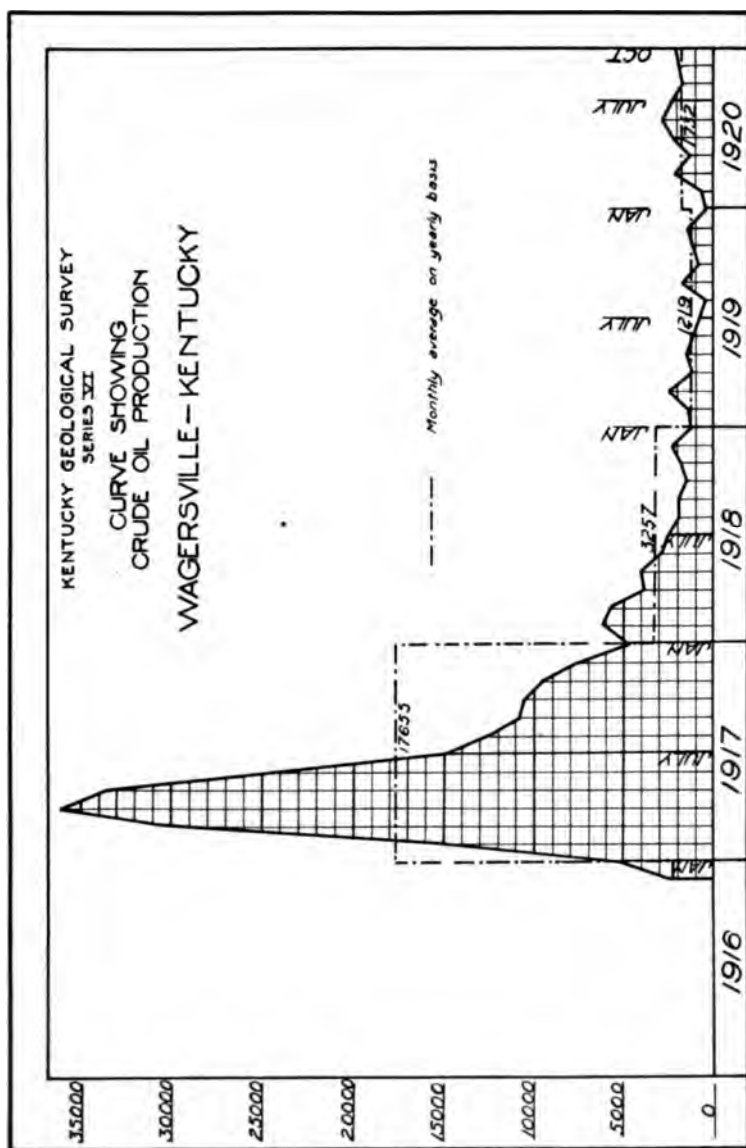 KENTUCKY GEOLOGICAL SURVEY
SERIES VI
CURVE SHOWING
CRUDE OIL PRODUCTION
WAGERSVILLE – KENTUCKY
Monthly average on yearly basis
35000
30000
25000
20000
15000
10000
5000
0
17655
3257
1219
1732
JAN
JULY
JAN
JULY
JAN
JULY
JAN
JULY
OCT
1916
1917
1918
1919
1920